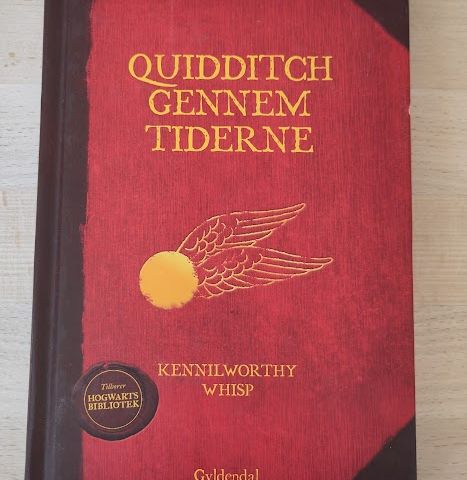 QUIDDITCH
GENNEM
TIDERNE
KENNILWORTHY
WHISP
Tilhører
HOGWARTS
BIBLIOTEK
Gyldendal